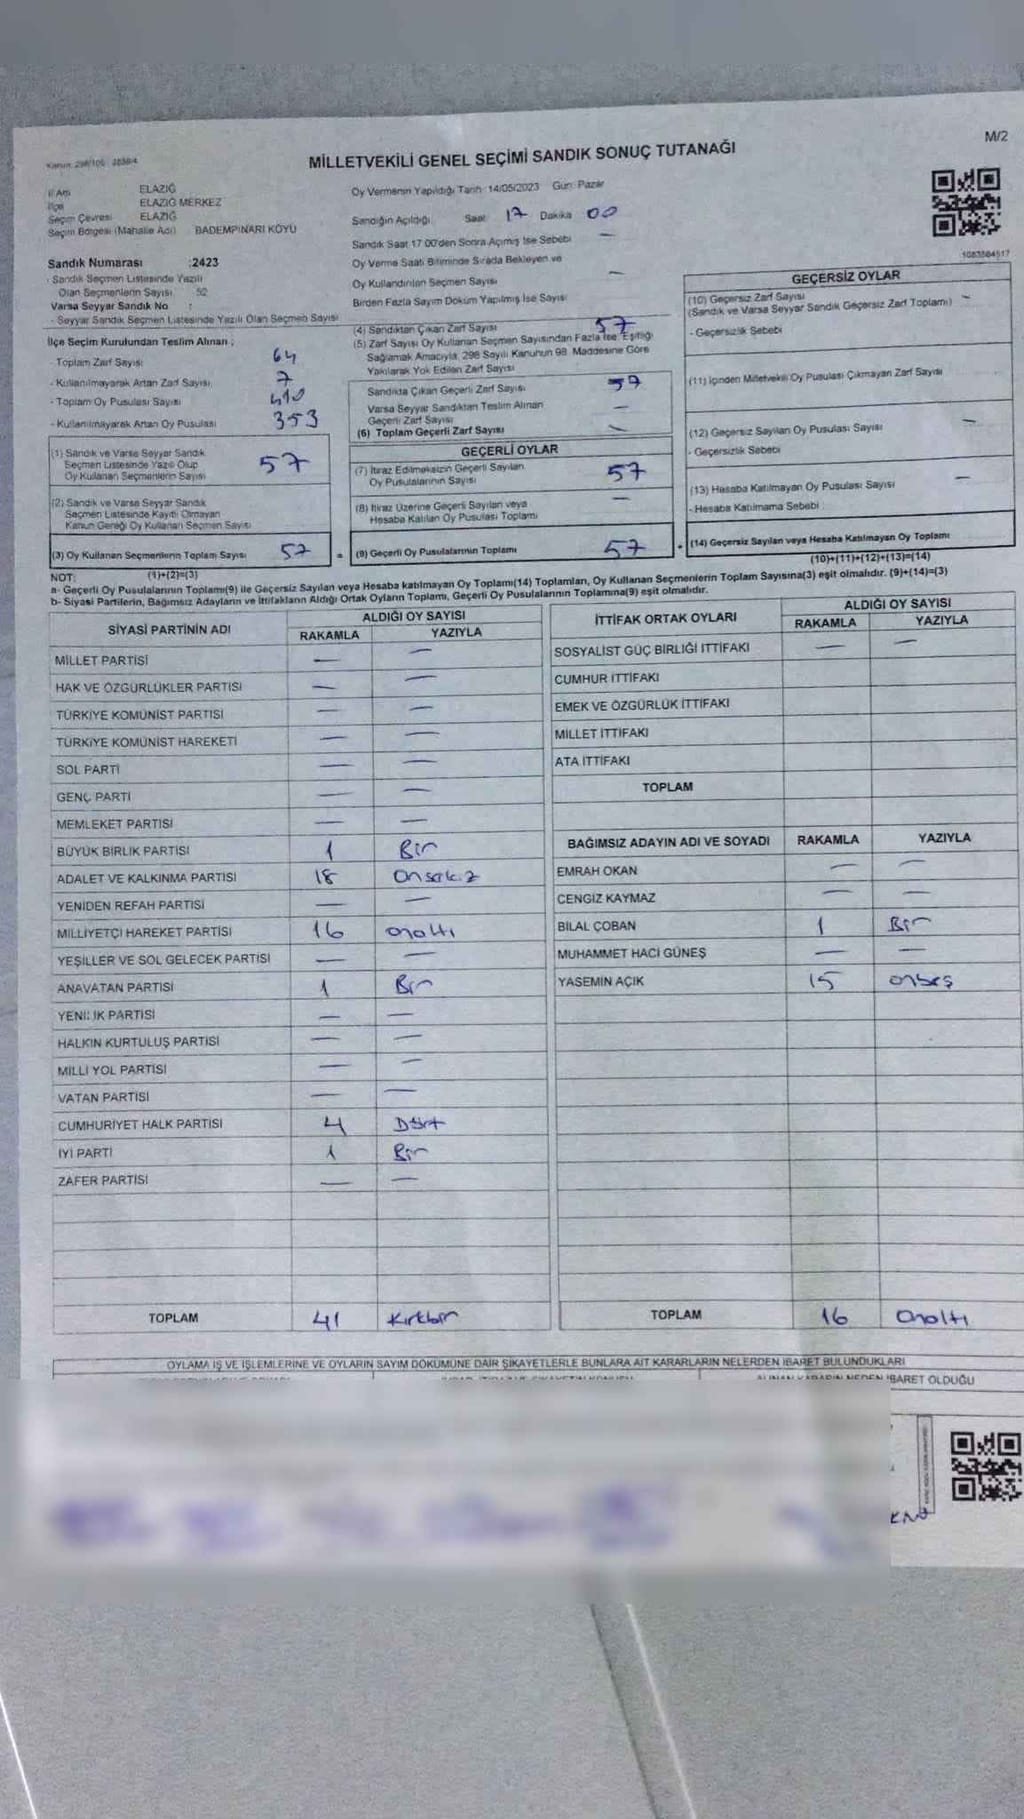 M/2
Kanun: 298/105 2839/4
MİLLETVEKİLİ GENEL SEÇİMİ SANDIK SONUÇ TUTANAĞI
İl Adı ELAZIĞ
İlçe ELAZIĞ MERKEZ
Seçim Çevresi ELAZIĞ
Seçim Bölgesi (Mahalle Adı) BADEMPINARI KÖYÜ
Sandık Numarası :2423
- Sandık Seçmen Listesinde Yazılı
Olan Seçmenlerin Sayısı
Varsa Seyyar Sandık No :
- Seyyar Sandık Seçmen Listesinde Yazılı Olan Seçmen Sayısı
Oy Vermenin Yapıldığı Tarih: 14/05/2023 Gün: Pazar
Sandığın Açıldığı Saat 17 Dakika 00
Sandık Saat 17.00'den Sonra Açılmış İse Sebebi —
Oy Verme Saati Bitiminde Sırada Bekleyen ve
Oy Kullandırılan Seçmen Sayısı —
Birden Fazla Sayım Döküm Yapılmış İse Sayısı
1083584517
İlçe Seçim Kurulundan Teslim Alınan ;
- Toplam Zarf Sayısı 64
- Kullanılmayarak Artan Zarf Sayısı 7
- Toplam Oy Pusulası Sayısı 410
- Kullanılmayarak Artan Oy Pusulası 353
(1) Sandık ve Varsa Seyyar Sandık
Seçmen Listesinde Yazılı Olup
Oy Kullanan Seçmenlerin Sayısı 57
(2) Sandık ve Varsa Seyyar Sandık
Seçmen Listesinde Kayıtlı Olmayan
Kanun Gereği Oy Kullanan Seçmen Sayısı
(3) Oy Kullanan Seçmenlerin Toplam Sayısı 57
(4) Sandıktan Çıkan Zarf Sayısı 57
(5) Zarf Sayısı Oy Kullanan Seçmen Sayısından Fazla İse, Eşitliği
Sağlamak Amacıyla, 298 Sayılı Kanunun 98. Maddesine Göre
Yakılarak Yok Edilen Zarf Sayısı
Sandıkta Çıkan Geçerli Zarf Sayısı 57
Varsa Seyyar Sandıktan Teslim Alınan
Geçerli Zarf Sayısı —
(6) Toplam Geçerli Zarf Sayısı —
GEÇERLİ OYLAR
(7) İtiraz Edilmeksizin Geçerli Sayılan
Oy Pusulalarının Sayısı 57
(8) İtiraz Üzerine Geçerli Sayılan veya
Hesaba Katılan Oy Pusulası Toplamı —
= (9) Geçerli Oy Pusulalarının Toplamı 57
GEÇERSİZ OYLAR
(10) Geçersiz Zarf Sayısı —
(Sandık ve Varsa Seyyar Sandık Geçersiz Zarf Toplamı)
- Geçersizlik Sebebi
(11) İçinden Milletvekili Oy Pusulası Çıkmayan Zarf Sayısı
(12) Geçersiz Sayılan Oy Pusulası Sayısı —
- Geçersizlik Sebebi
(13) Hesaba Katılmayan Oy Pusulası Sayısı —
- Hesaba Katılmama Sebebi :
+ (14) Geçersiz Sayılan veya Hesaba Katılmayan Oy Toplamı
(10)+(11)+(12)+(13)=(14)
NOT: (1)+(2)=(3)
a- Geçerli Oy Pusulalarının Toplamı(9) ile Geçersiz Sayılan veya Hesaba katılmayan Oy Toplamı(14) Toplamları, Oy Kullanan Seçmenlerin Toplam Sayısına(3) eşit olmalıdır. (9)+(14)=(3)
b- Siyasi Partilerin, Bağımsız Adayların ve İttifakların Aldığı Ortak Oyların Toplamı, Geçerli Oy Pusulalarının Toplamına(9) eşit olmalıdır.
SİYASİ PARTİNİN ADI ALDIĞI OY SAYISI
RAKAMLA YAZIYLA
MİLLET PARTİSİ — —
HAK VE ÖZGÜRLÜKLER PARTİSİ — —
TÜRKİYE KOMÜNİST PARTİSİ — —
TÜRKİYE KOMÜNİST HAREKETİ — —
SOL PARTİ — —
GENÇ PARTİ — —
MEMLEKET PARTİSİ — —
BÜYÜK BİRLİK PARTİSİ 1 Bir
ADALET VE KALKINMA PARTİSİ 18 Onsekiz
YENİDEN REFAH PARTİSİ — —
MİLLİYETÇİ HAREKET PARTİSİ 16 Onaltı
YEŞİLLER VE SOL GELECEK PARTİSİ — —
ANAVATAN PARTİSİ 1 Bir
YENİLİK PARTİSİ — —
HALKIN KURTULUŞ PARTİSİ — —
MİLLİ YOL PARTİSİ — —
VATAN PARTİSİ — —
CUMHURİYET HALK PARTİSİ 4 Dört
İYİ PARTİ 1 Bir
ZAFER PARTİSİ — —
TOPLAM 41 Kırkbir
İTTİFAK ORTAK OYLARI ALDIĞI OY SAYISI
RAKAMLA YAZIYLA
SOSYALİST GÜÇ BİRLİĞİ İTTİFAKI — —
CUMHUR İTTİFAKI
EMEK VE ÖZGÜRLÜK İTTİFAKI
MİLLET İTTİFAKI
ATA İTTİFAKI
TOPLAM
BAĞIMSIZ ADAYIN ADI VE SOYADI RAKAMLA YAZIYLA
EMRAH OKAN — —
CENGİZ KAYMAZ — —
BİLAL ÇOBAN 1 Bir
MUHAMMET HACI GÜNEŞ — —
YASEMİN AÇIK 15 Onbeş
TOPLAM 16 Onaltı
OYLAMA İŞ VE İŞLEMLERİNE VE OYLARIN SAYIM DÖKÜMÜNE DAİR ŞİKAYETLERLE BUNLARA AİT KARARLARIN NELERDEN İBARET BULUNDUKLARI
ALINAN KARARIN NEDEN İBARET OLDUĞU